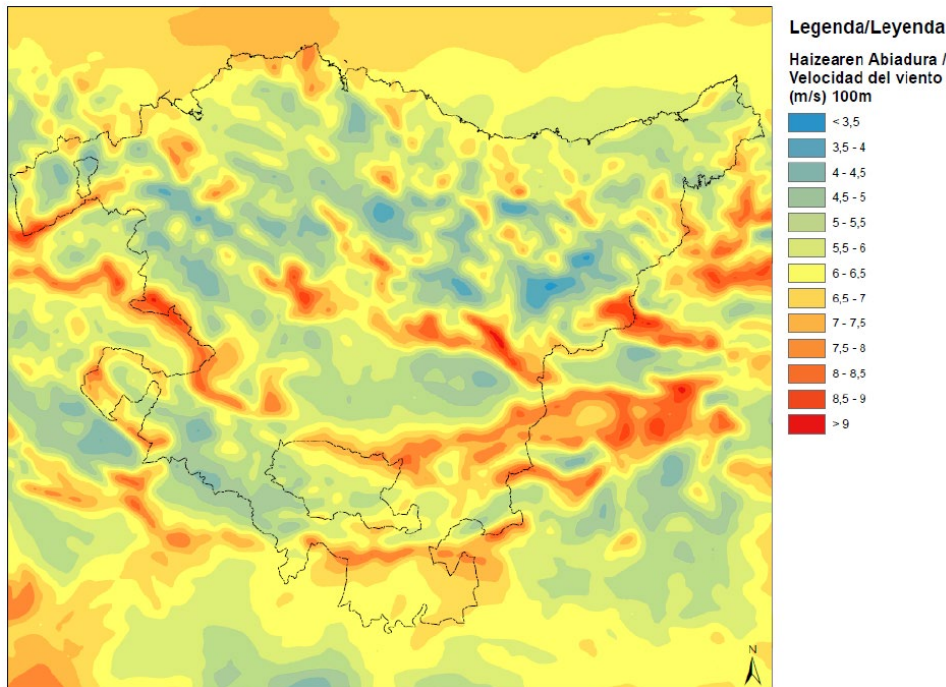 Legenda/Leyenda
Haizearen Abiadura /
Velocidad del viento
(m/s) 100m
< 3,5
3,5 - 4
4 - 4,5
4,5 - 5
5 - 5,5
5,5 - 6
6 - 6,5
6,5 - 7
7 - 7,5
7,5 - 8
8 - 8,5
8,5 - 9
> 9
N